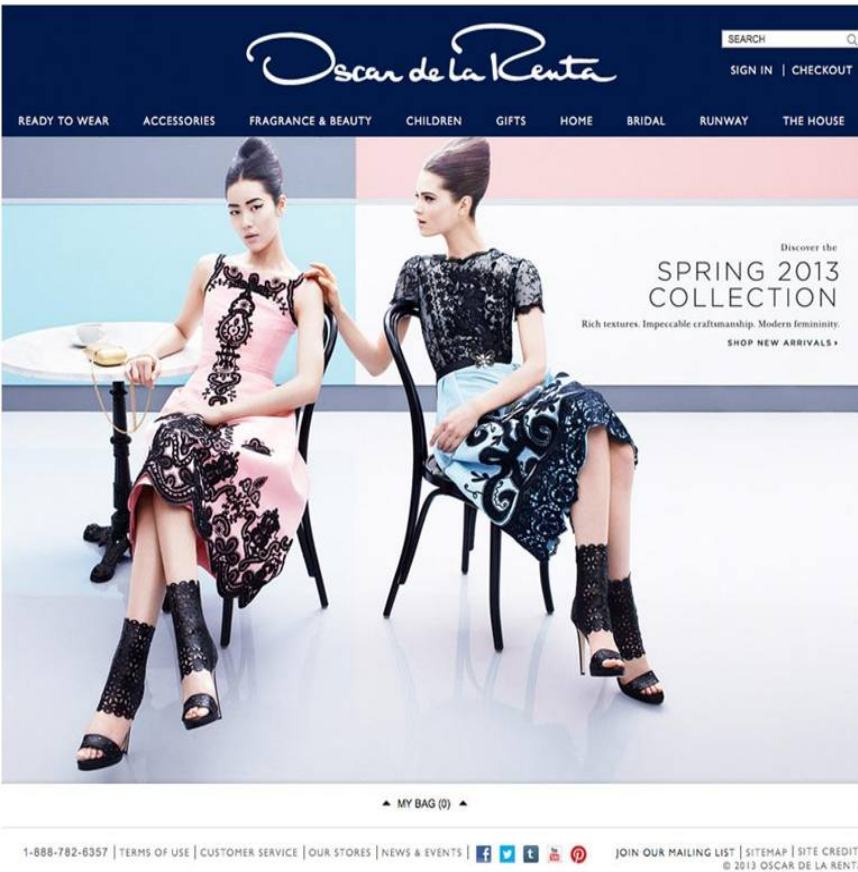 Oscar de la Renta
SEARCH
SIGN IN | CHECKOUT
READY TO WEAR ACCESSORIES FRAGRANCE & BEAUTY CHILDREN GIFTS HOME BRIDAL RUNWAY THE HOUSE
Discover the
SPRING 2013
COLLECTION
Rich textures. Impeccable craftsmanship. Modern femininity.
SHOP NEW ARRIVALS
MY BAG (0)
1-888-782-6357 | TERMS OF USE | CUSTOMER SERVICE | OUR STORES | NEWS & EVENTS | JOIN OUR MAILING LIST | SITEMAP | SITE CREDIT
© 2013 OSCAR DE LA RENTA